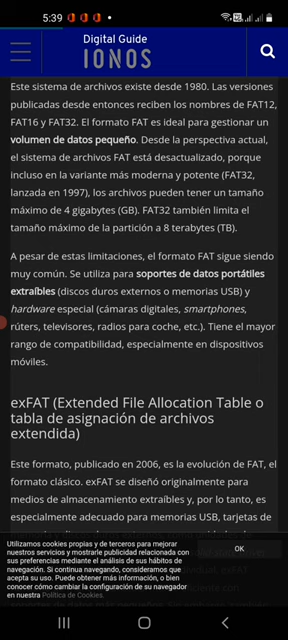 5:39
Digital Guide
IONOS
Este sistema de archivos existe desde 1980. Las versiones
publicadas desde entonces reciben los nombres de FAT12,
FAT16 y FAT32. El formato FAT es ideal para gestionar un
volumen de datos pequeño. Desde la perspectiva actual,
el sistema de archivos FAT está desactualizado, porque
incluso en la variante más moderna y potente (FAT32,
lanzada en 1997), los archivos pueden tener un tamaño
máximo de 4 gigabytes (GB). FAT32 también limita el
tamaño máximo de la partición a 8 terabytes (TB).
A pesar de estas limitaciones, el formato FAT sigue siendo
muy común. Se utiliza para soportes de datos portátiles
extraíbles (discos duros externos o memorias USB) y
hardware especial (cámaras digitales, smartphones,
rúters, televisores, radios para coche, etc.). Tiene el mayor
rango de compatibilidad, especialmente en dispositivos
móviles.
exFAT (Extended File Allocation Table o
tabla de asignación de archivos
extendida)
Este formato, publicado en 2006, es la evolución de FAT, el
formato clásico. exFAT se diseñó originalmente para
medios de almacenamiento extraíbles y, por lo tanto, es
especialmente adecuado para memorias USB, tarjetas de
Utilizamos cookies propias y de terceros para mejorar
nuestros servicios y mostrarle publicidad relacionada con
sus preferencias mediante el análisis de sus hábitos de
navegación. Si continua navegando, consideramos que
acepta su uso. Puede obtener más información, o bien
conocer cómo cambiar la configuración de su navegador
en nuestra Política de Cookies.
OK